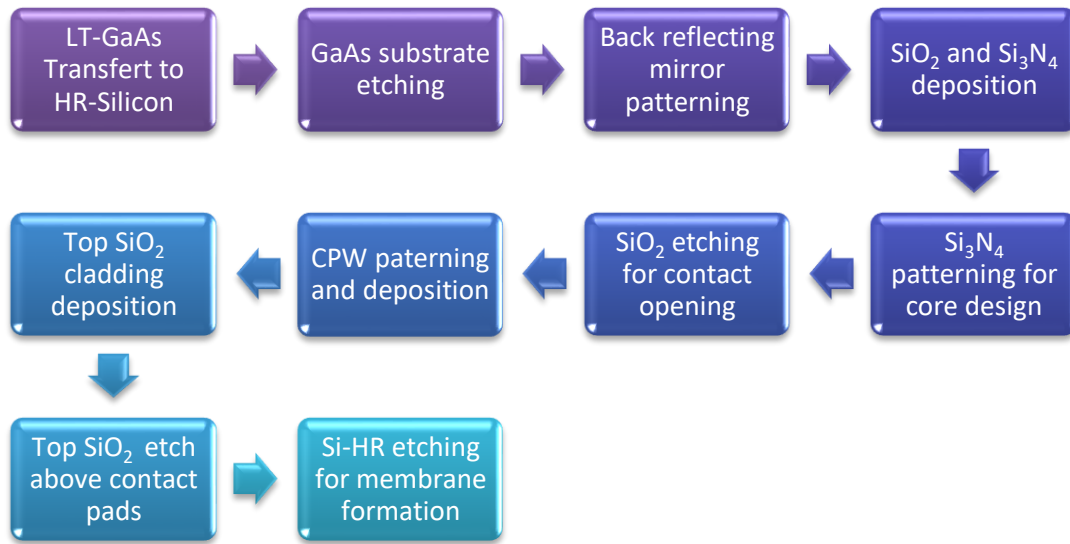 LT-GaAs
Transfert to
HR-Silicon
GaAs substrate
etching
Back reflecting
mirror
patterning
SiO₂ and Si₃N₄
deposition
Si₃N₄
patterning for
core design
SiO₂ etching
for contact
opening
CPW paterning
and deposition
Top SiO₂
cladding
deposition
Top SiO₂ etch
above contact
pads
Si-HR etching
for membrane
formation